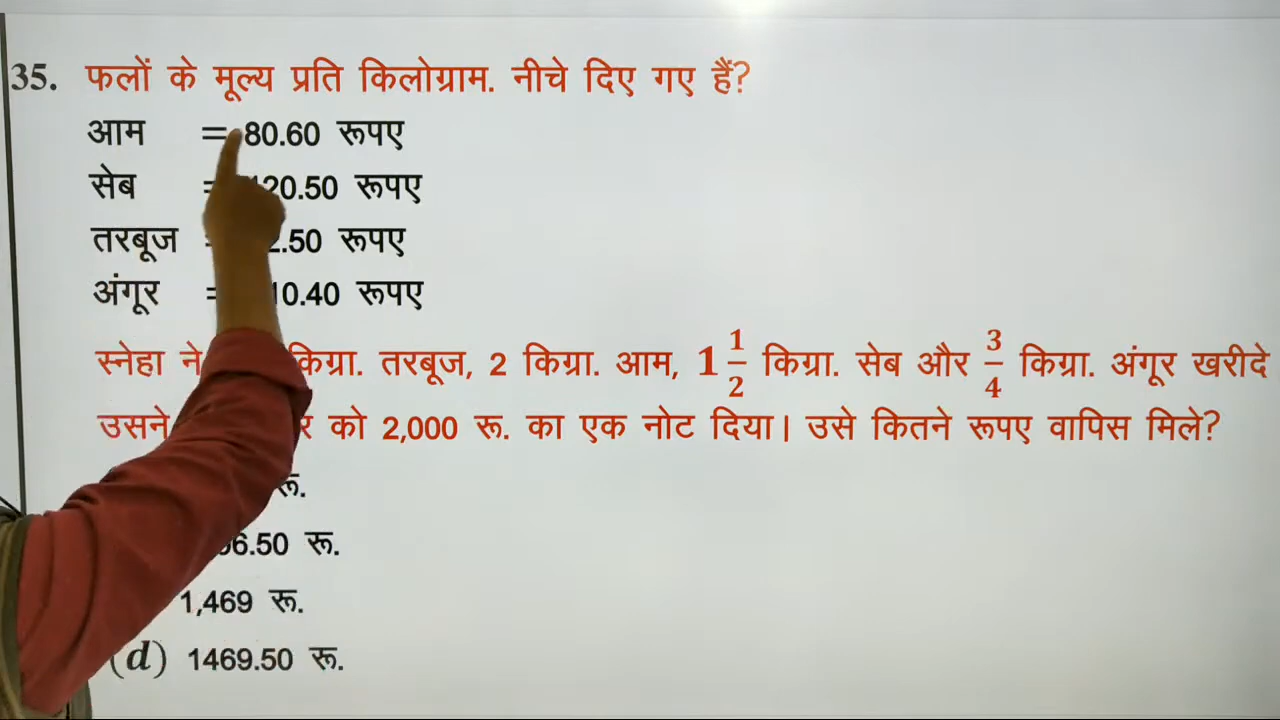 35. फलों के मूल्य प्रति किलोग्राम. नीचे दिए गए हैं?
आम = 80.60 रूपए
सेब = 120.50 रूपए
तरबूज = 2.50 रूपए
अंगूर = 10.40 रूपए
स्नेहा ने किग्रा. तरबूज, 2 किग्रा. आम, 1 1/2 किग्रा. सेब और 3/4 किग्रा. अंगूर खरीदे
उसने र को 2,000 रू. का एक नोट दिया। उसे कितने रूपए वापिस मिले?
रू.
6.50 रू.
1,469 रू.
(d) 1469.50 रू.